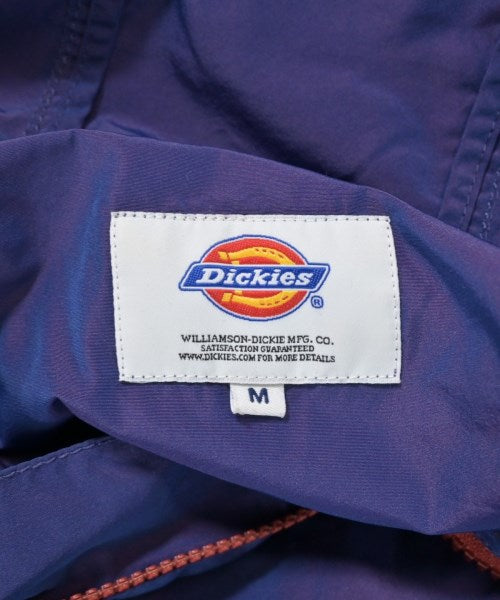 Dickies®
WILLIAMSON-DICKIE MFG. CO.
SATISFACTION GUARANTEED
WWW.DICKIES.COM FOR MORE DETAILS
M